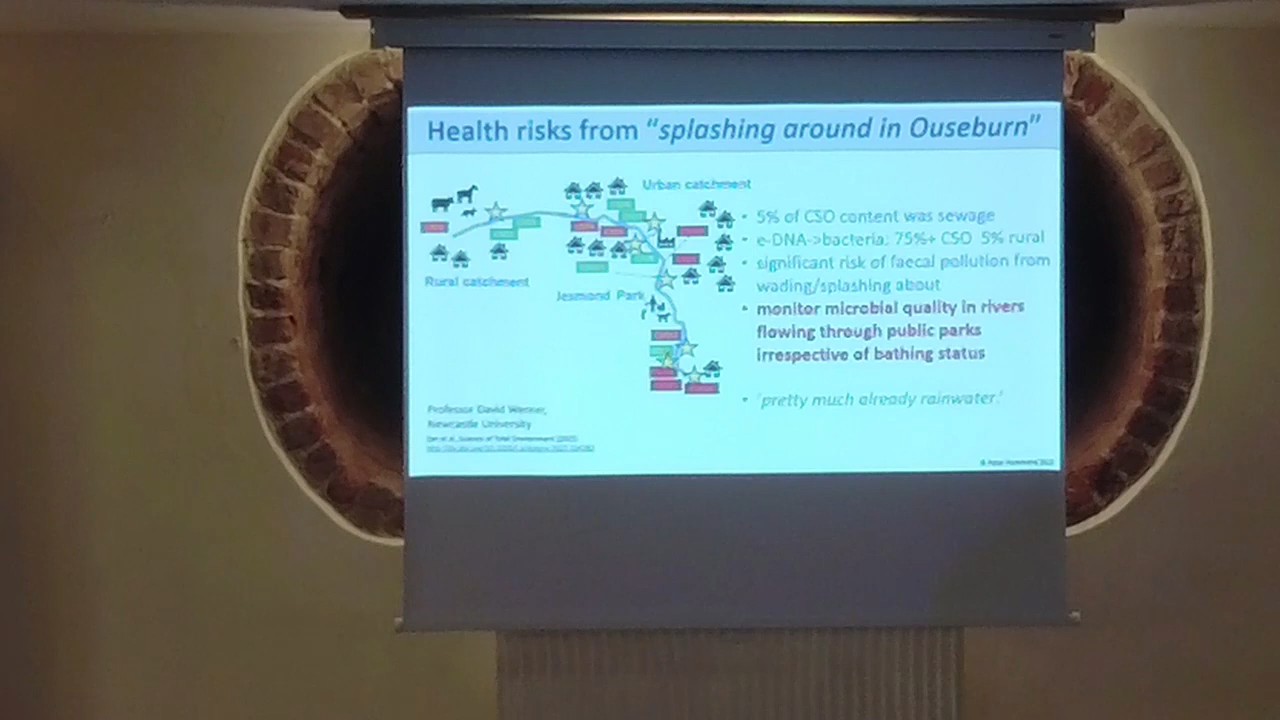 Health risks from "splashing around in Ouseburn"
Urban catchment
Rural catchment
Jesmond Park
• 5% of CSO content was sewage
• e-DNA->bacteria: 75%+ CSO 5% rural
• significant risk of faecal pollution from
wading/splashing about
• monitor microbial quality in rivers
flowing through public parks
irrespective of bathing status
• 'pretty much already rainwater.'
Professor David Werner,
Newcastle University